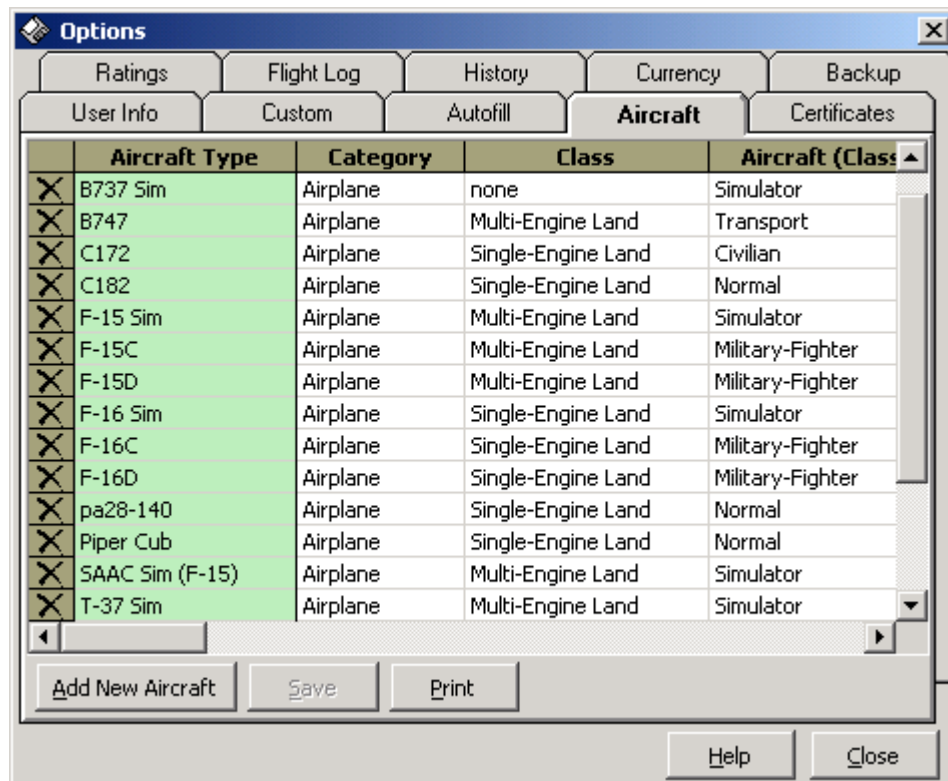 Options
Ratings Flight Log History Currency Backup
User Info Custom Autofill Aircraft Certificates
Aircraft Type Category Class Aircraft (Class
B737 Sim Airplane none Simulator
B747 Airplane Multi-Engine Land Transport
C172 Airplane Single-Engine Land Civilian
C182 Airplane Single-Engine Land Normal
F-15 Sim Airplane Multi-Engine Land Simulator
F-15C Airplane Multi-Engine Land Military-Fighter
F-15D Airplane Multi-Engine Land Military-Fighter
F-16 Sim Airplane Single-Engine Land Simulator
F-16C Airplane Single-Engine Land Military-Fighter
F-16D Airplane Single-Engine Land Military-Fighter
pa28-140 Airplane Single-Engine Land Normal
Piper Cub Airplane Single-Engine Land Normal
SAAC Sim (F-15) Airplane Multi-Engine Land Simulator
T-37 Sim Airplane Multi-Engine Land Simulator
Add New Aircraft Save Print
Help Close